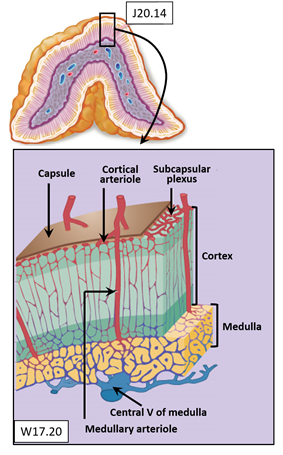 J20.14
Capsule
Cortical
arteriole
Subcapsular
plexus
Cortex
Medulla
Central V of medulla
Medullary arteriole
W17.20